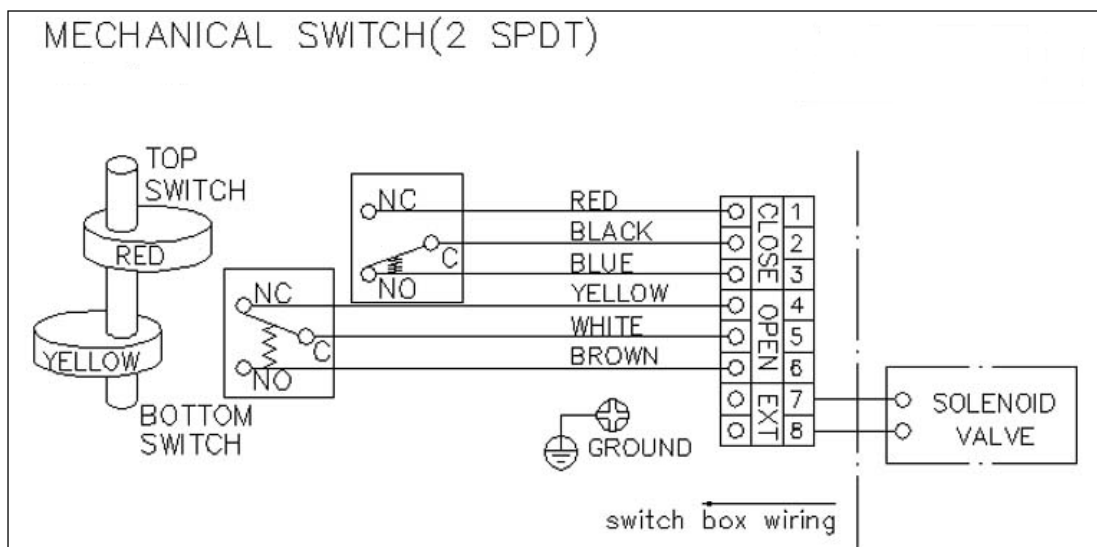 MECHANICAL SWITCH(2 SPDT)
TOP
SWITCH
RED
YELLOW
BOTTOM
SWITCH
NC
C
NO
NC
C
NO
RED
BLACK
BLUE
YELLOW
WHITE
BROWN
GROUND
CLOSE
OPEN
EXT
1
2
3
4
5
6
7
8
SOLENOID
VALVE
switch box wiring